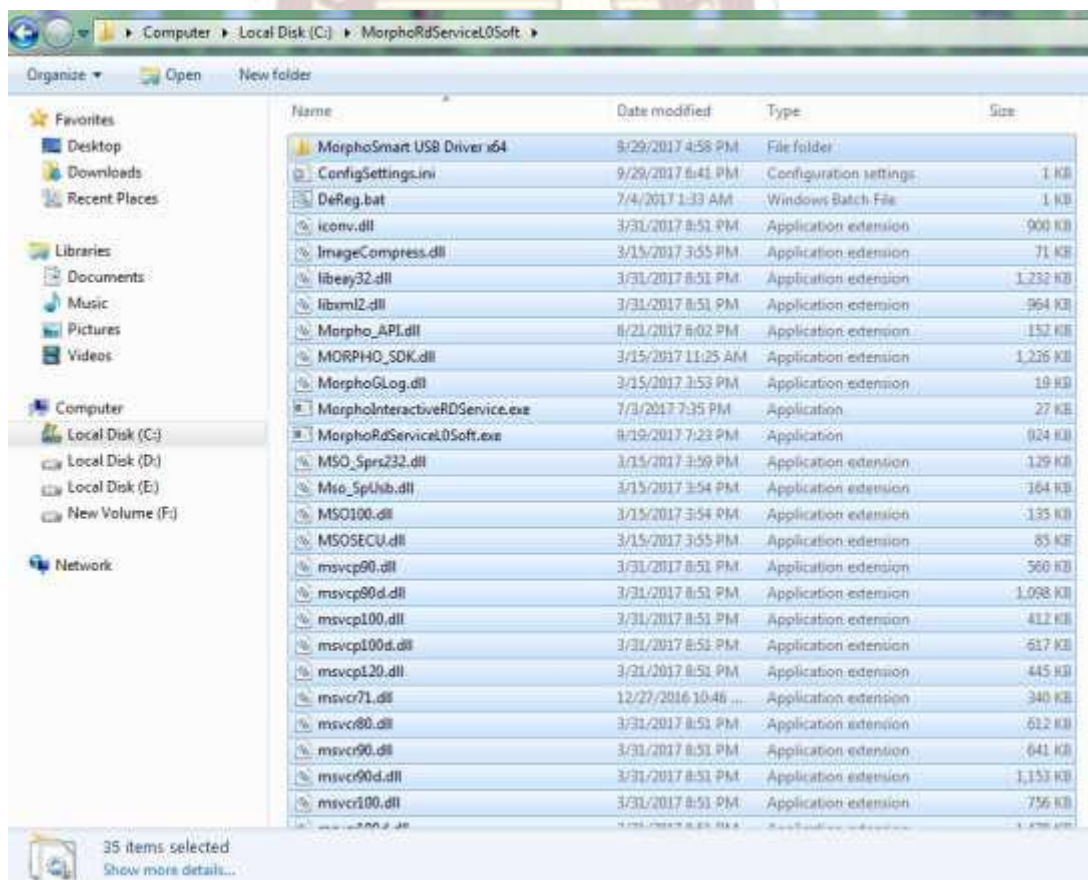 Computer ▸ Local Disk (C:) ▸ MorphoRdServiceL0Soft ▸
Organize Open New folder
Favorites
Desktop
Downloads
Recent Places
Libraries
Documents
Music
Pictures
Videos
Computer
Local Disk (C:)
Local Disk (D:)
Local Disk (E:)
New Volume (F:)
Network
Name Date modified Type Size
MorphoSmart USB Driver x64 9/29/2017 4:58 PM File folder
ConfigSettings.ini 9/29/2017 6:41 PM Configuration settings 1 KB
DeReg.bat 7/4/2017 1:33 AM Windows Batch File 1 KB
iconv.dll 3/31/2017 8:51 PM Application extension 900 KB
ImageCompress.dll 3/15/2017 3:55 PM Application extension 71 KB
libeay32.dll 3/31/2017 8:51 PM Application extension 1,232 KB
libxml2.dll 3/31/2017 8:51 PM Application extension 964 KB
Morpho_API.dll 8/21/2017 6:02 PM Application extension 152 KB
MORPHO_SDK.dll 3/15/2017 11:25 AM Application extension 1,226 KB
MorphoGLog.dll 3/15/2017 3:53 PM Application extension 19 KB
MorphoInteractiveRDService.exe 7/3/2017 7:35 PM Application 27 KB
MorphoRdServiceL0Soft.exe 9/19/2017 7:23 PM Application 924 KB
MSO_Sprs232.dll 3/15/2017 3:59 PM Application extension 129 KB
Mso_SpUsb.dll 3/15/2017 3:54 PM Application extension 164 KB
MSO100.dll 3/15/2017 3:54 PM Application extension 135 KB
MSOSECU.dll 3/15/2017 3:55 PM Application extension 85 KB
msvcp90.dll 3/31/2017 8:51 PM Application extension 560 KB
msvcp90d.dll 3/31/2017 8:51 PM Application extension 1,098 KB
msvcp100.dll 3/31/2017 8:51 PM Application extension 412 KB
msvcp100d.dll 3/31/2017 8:51 PM Application extension 617 KB
msvcp120.dll 3/31/2017 8:51 PM Application extension 445 KB
msvcr71.dll 12/27/2016 10:46 ... Application extension 340 KB
msvcr80.dll 3/31/2017 8:51 PM Application extension 612 KB
msvcr90.dll 3/31/2017 8:51 PM Application extension 641 KB
msvcr90d.dll 3/31/2017 8:51 PM Application extension 1,153 KB
msvcr100.dll 3/31/2017 8:51 PM Application extension 756 KB
35 items selected
Show more details...